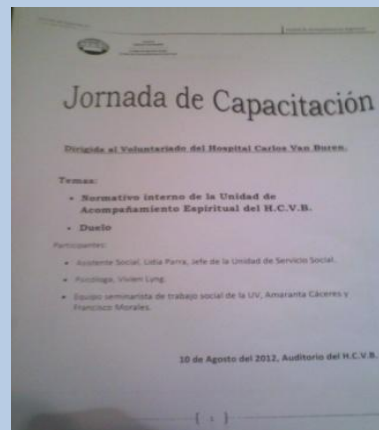 Jornada de Capacitación
Dirigida al Voluntariado del Hospital Carlos Van Buren.
Temas:
• Normativo interno de la Unidad de
Acompañamiento Espiritual del H.C.V.B.
• Duelo
Participantes:
• Asistente Social, Lidia Parra, Jefe de la Unidad de Servicio Social.
• Psicóloga, Vivien Lyng.
• Equipo seminarista de trabajo social de la UV, Amaranta Cáceres y
Francisco Morales.
10 de Agosto del 2012, Auditorio del H.C.V.B.